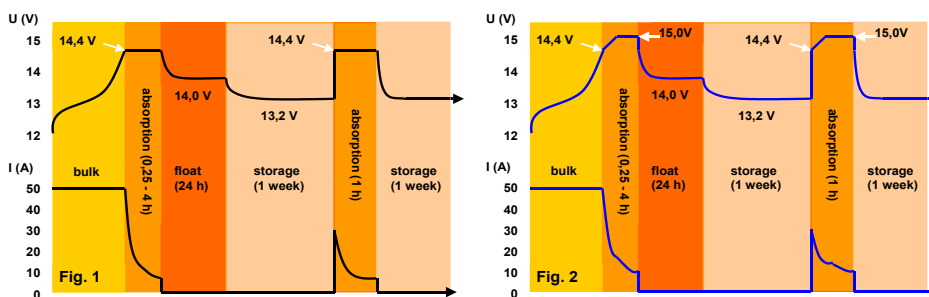 U (V)
15
14
13
12
I (A)
50
40
30
20
10
0
14,4 V
14,0 V
13,2 V
14,4 V
bulk
absorption (0,25 - 4 h)
float
(24 h)
storage
(1 week)
absorption (1 h)
storage
(1 week)
Fig. 1
U (V)
15
14
13
12
I (A)
50
40
30
20
10
0
14,4 V
15,0V
14,0 V
13,2 V
14,4 V
15,0V
bulk
absorption (0,25 - 4 h)
float
(24 h)
storage
(1 week)
absorption (1 h)
storage
(1 week)
Fig. 2